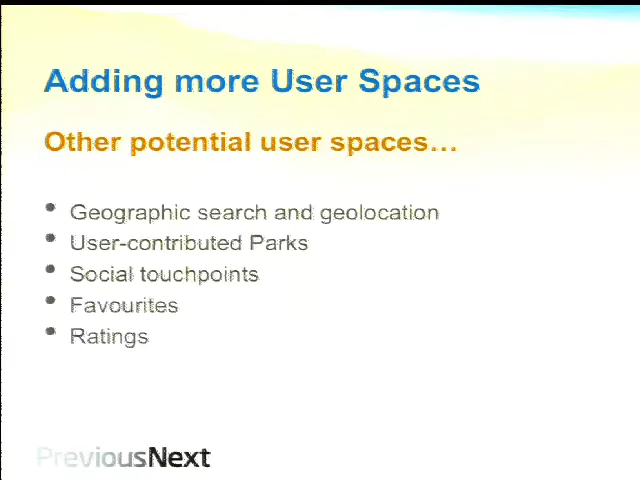 Adding more User Spaces
Other potential user spaces…
• Geographic search and geolocation
• User-contributed Parks
• Social touchpoints
• Favourites
• Ratings
PreviousNext